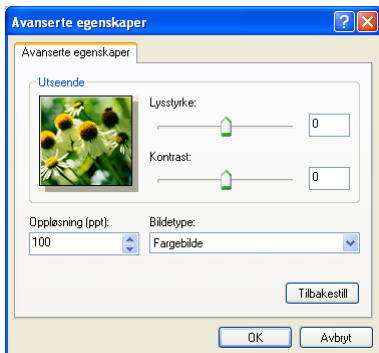 Avanserte egenskaper
Avanserte egenskaper
Utseende
Lysstyrke:
0
Kontrast:
0
Oppløsning (ppt): Bildetype:
100 Fargebilde
Tilbakestill
OK Avbryt